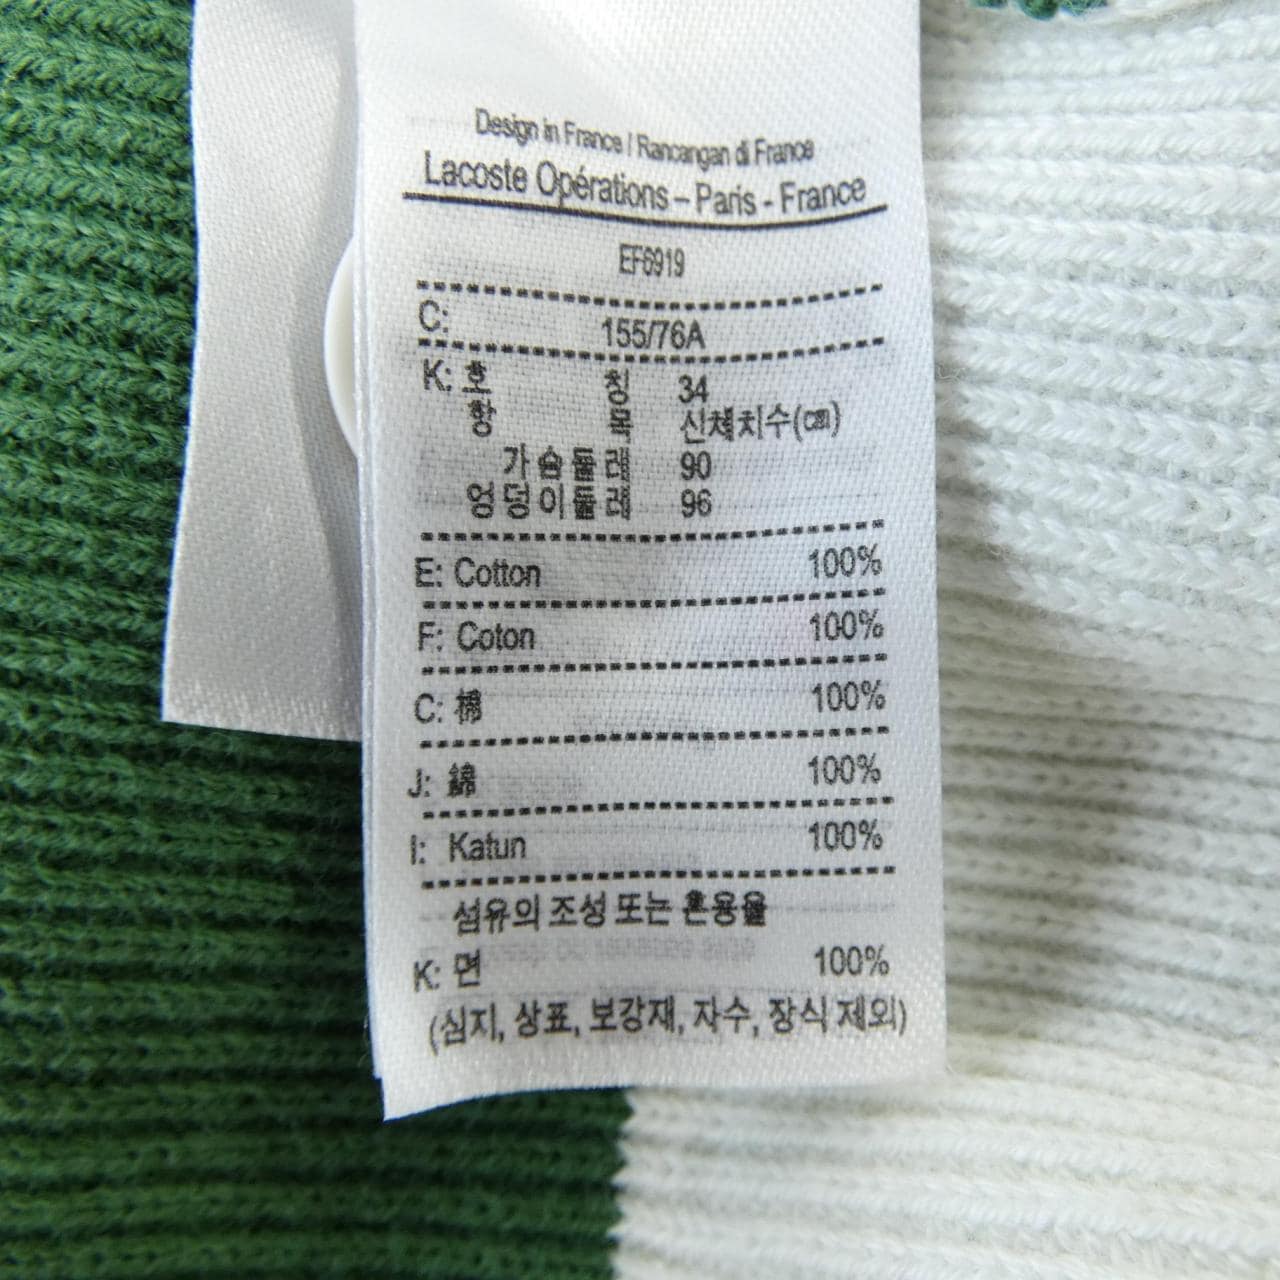 Design in France / Rancangan di France
Lacoste Opérations – Paris - France
EF6919
C: 155/76A
K: 호 칭 34
항 목 신체치수(㎝)
가슴둘레 90
엉덩이둘레 96
E: Cotton 100%
F: Coton 100%
C: 棉 100%
J: 綿 100%
I: Katun 100%
섬유의 조성 또는 혼용율
K: 면 100%
(심지, 상표, 보강재, 자수, 장식 제외)